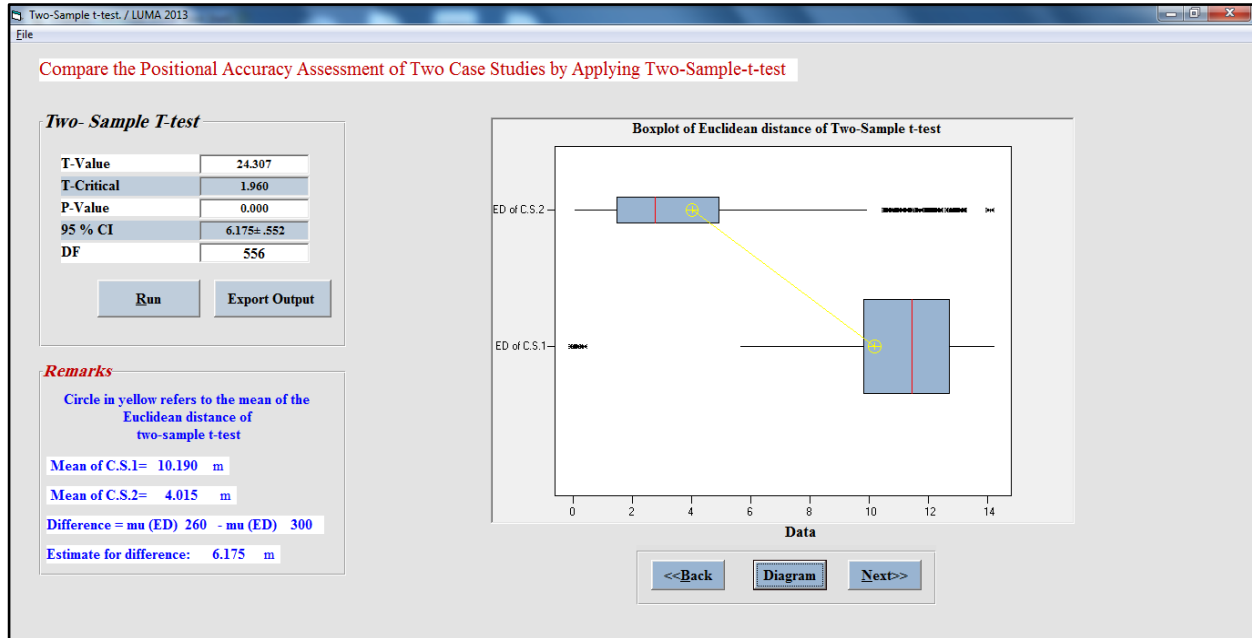 Two-Sample t-test. / LUMA 2013
File
Compare the Positional Accuracy Assessment of Two Case Studies by Applying Two-Sample-t-test
Two- Sample T-test
T-Value 24.307
T-Critical 1.960
P-Value 0.000
95 % CI 6.175±.552
DF 556
Run Export Output
Remarks
Circle in yellow refers to the mean of the
Euclidean distance of
two-sample t-test
Mean of C.S.1= 10.190 m
Mean of C.S.2= 4.015 m
Difference = mu (ED) 260 - mu (ED) 300
Estimate for difference: 6.175 m
Boxplot of Euclidean distance of Two-Sample t-test
ED of C.S.2
ED of C.S.1
0 2 4 6 8 10 12 14
Data
<<Back Diagram Next>>